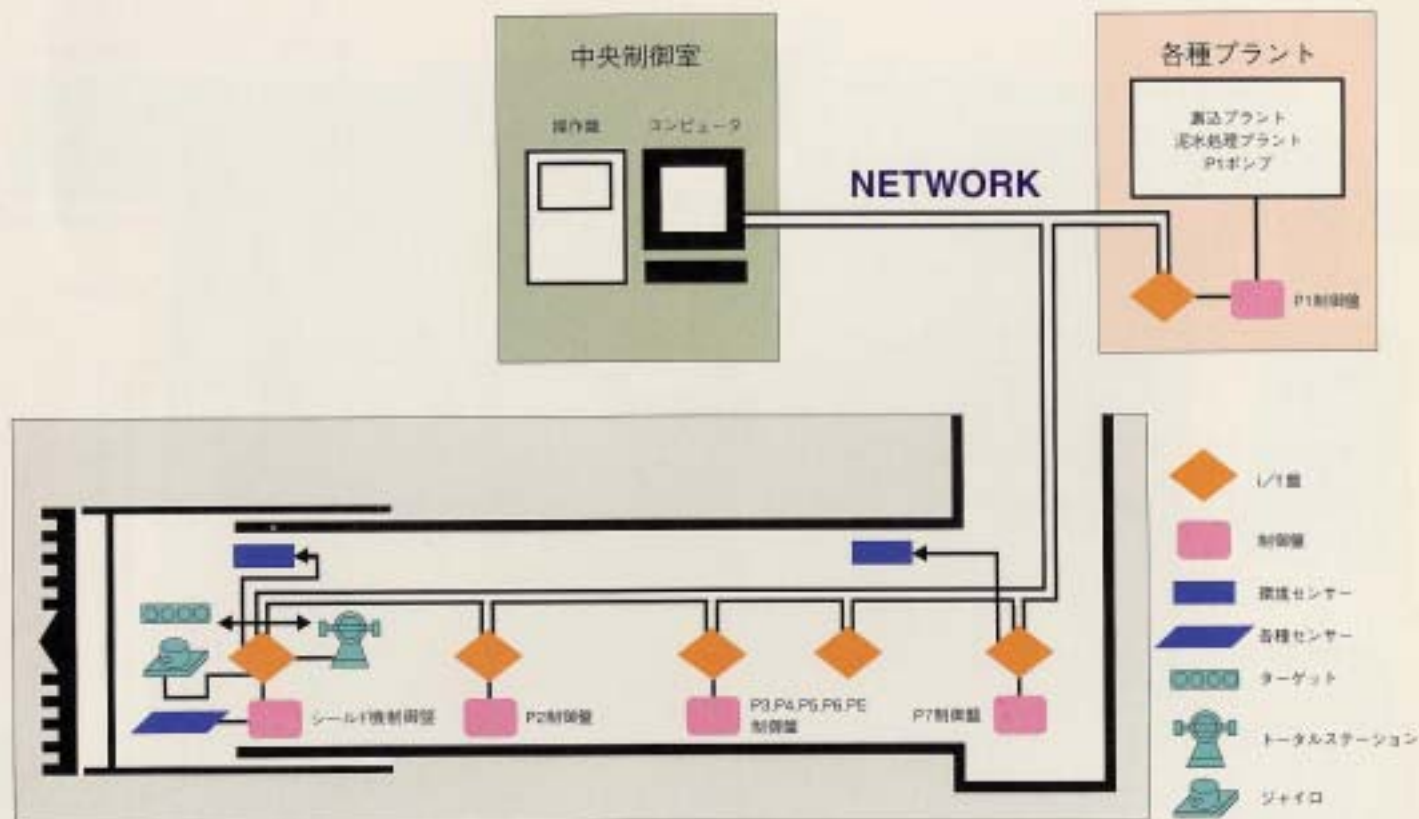 中央制御室
操作盤
コンピュータ
NETWORK
各種プラント
裏込プラント
泥水処理プラント
P1ポンプ
P1制御盤
シールド機制御盤
P2制御盤
P3.P4.P5.P6.PE
制御盤
P7制御盤
i/T盤
制御盤
環境センサー
各種センサー
ターゲット
トータルステーション
ジャイロ